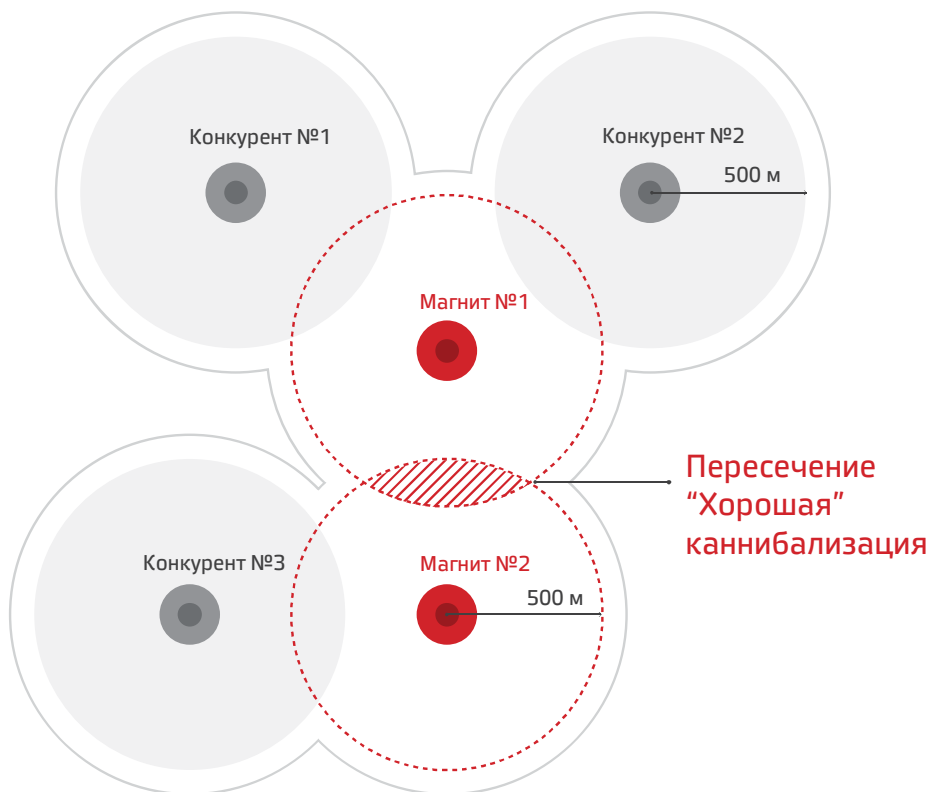 Конкурент №1
Конкурент №2
500 м
Магнит №1
Пересечение
“Хорошая”
каннибализация
Конкурент №3
Магнит №2
500 м